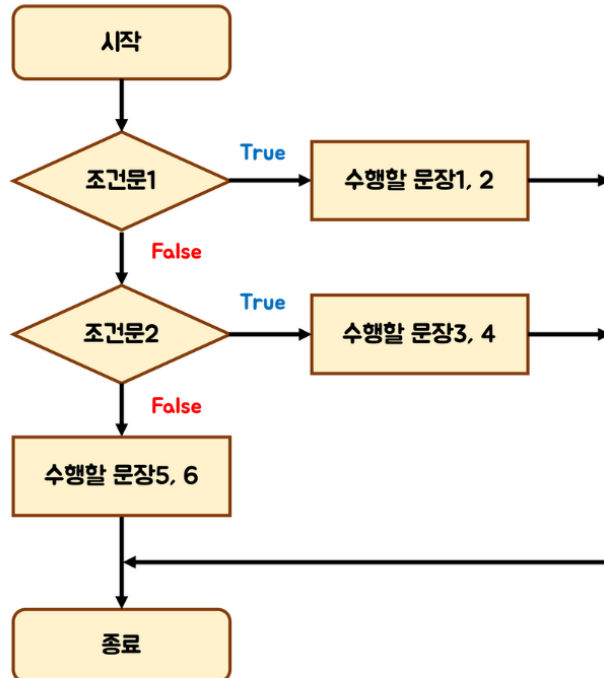 시작
조건문1
True
수행할 문장1, 2
False
조건문2
True
수행할 문장3, 4
False
수행할 문장5, 6
종료